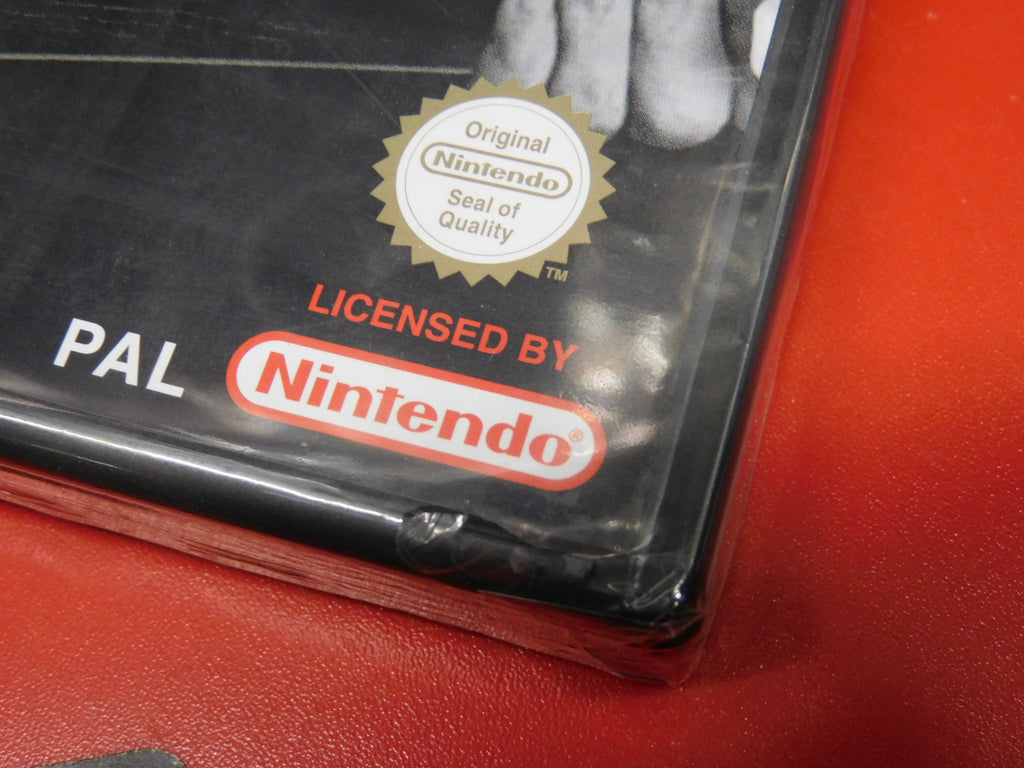 Original
Nintendo
Seal of
Quality
TM
LICENSED BY
PAL
Nintendo®